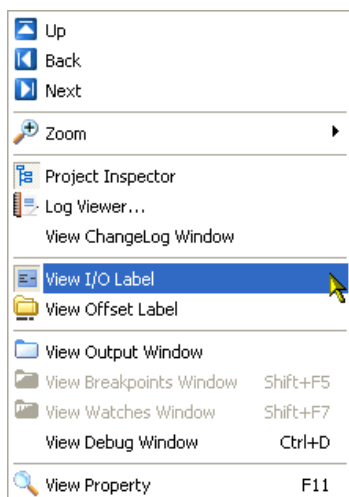 Up
Back
Next
Zoom
Project Inspector
Log Viewer...
View ChangeLog Window
View I/O Label
View Offset Label
View Output Window
View Breakpoints Window Shift+F5
View Watches Window Shift+F7
View Debug Window Ctrl+D
View Property F11